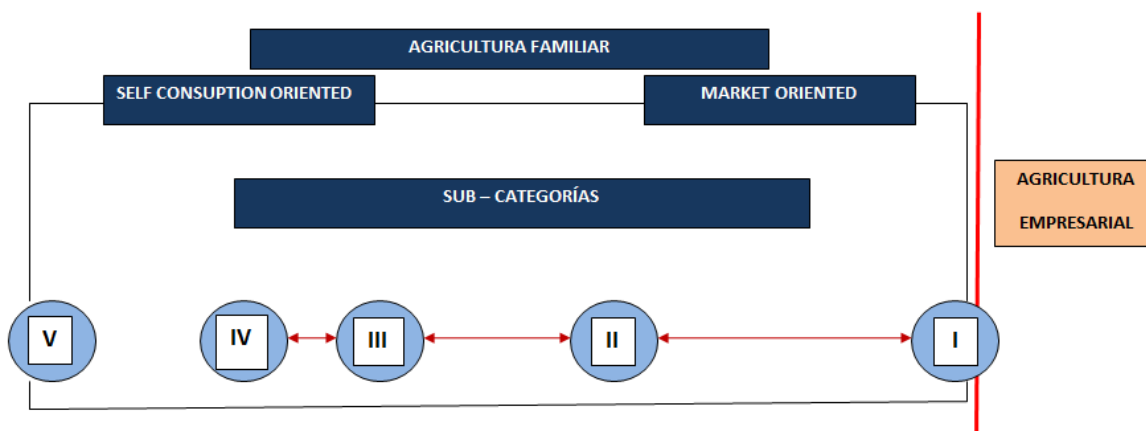 AGRICULTURA FAMILIAR
SELF CONSUPTION ORIENTED
MARKET ORIENTED
AGRICULTURA
EMPRESARIAL
SUB – CATEGORÍAS
V
IV
III
II
I